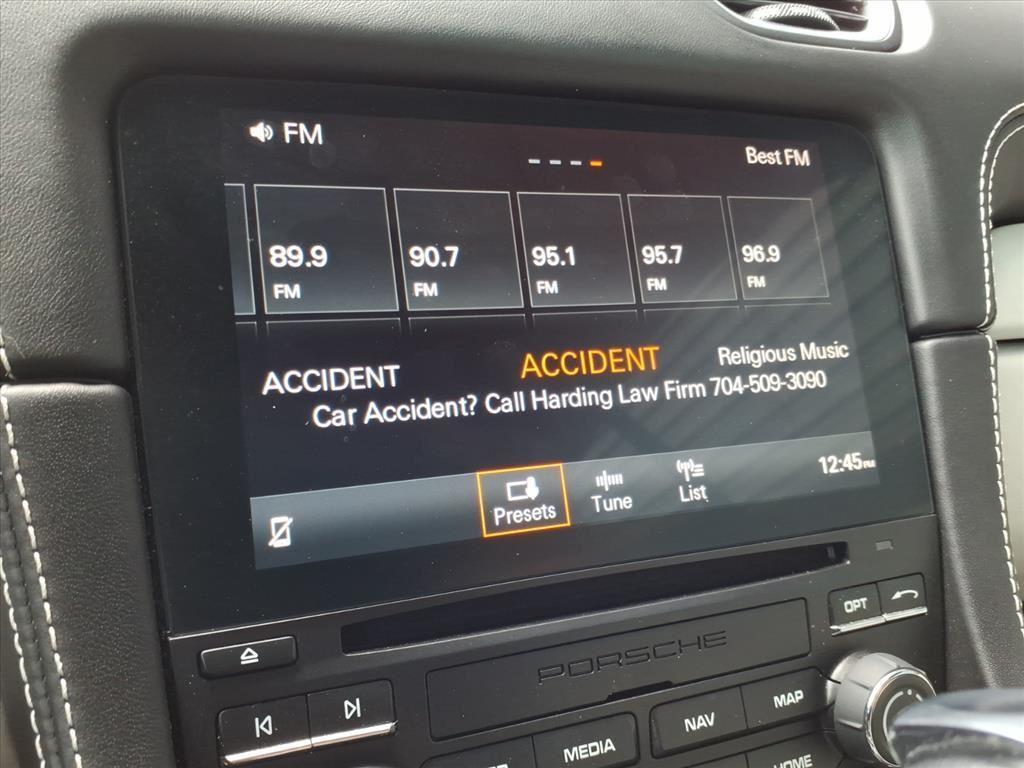 FM
Best FM
89.9 90.7 95.1 95.7 96.9
FM FM FM FM FM
ACCIDENT ACCIDENT Religious Music
Car Accident? Call Harding Law Firm 704-509-3090
Presets Tune List 12:45 PM
OPT
PORSCHE
NAV MAP
MEDIA HOME